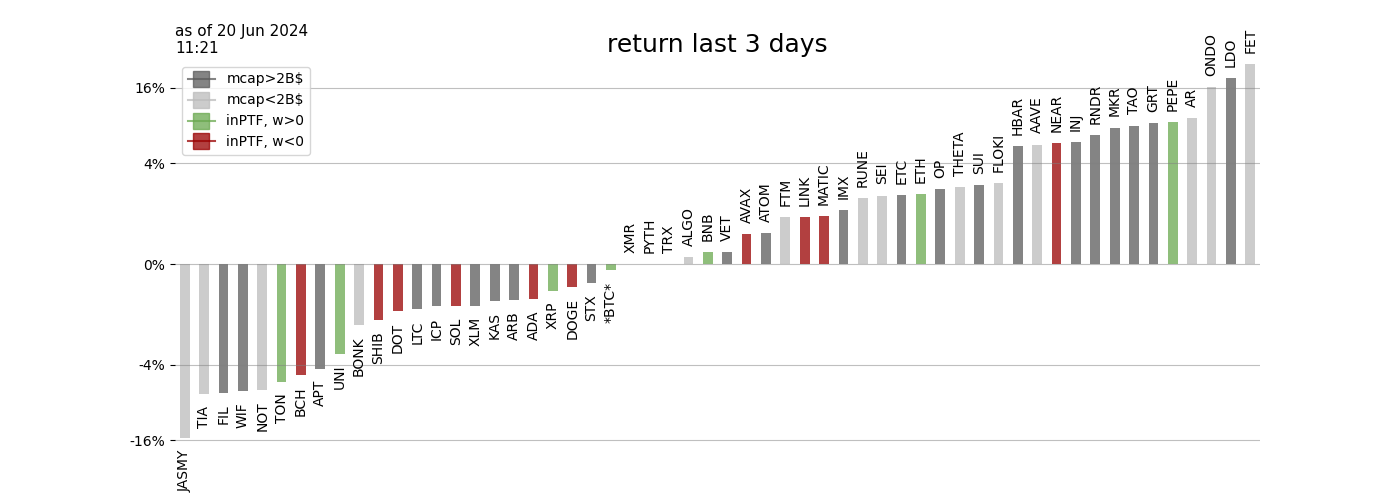 as of 20 Jun 2024
11:21
return last 3 days
mcap>2B$
mcap<2B$
inPTF, w>0
inPTF, w<0
16%
4%
0%
-4%
-16%
JASMY
TIA
FIL
WIF
NOT
TON
BCH
APT
UNI
BONK
SHIB
DOT
LTC
ICP
SOL
XLM
KAS
ARB
ADA
XRP
DOGE
STX
*BTC*
XMR
PYTH
TRX
ALGO
BNB
VET
AVAX
ATOM
FTM
LINK
MATIC
IMX
RUNE
SEI
ETC
ETH
OP
THETA
SUI
FLOKI
HBAR
AAVE
NEAR
INJ
RNDR
MKR
TAO
GRT
PEPE
AR
ONDO
LDO
FET